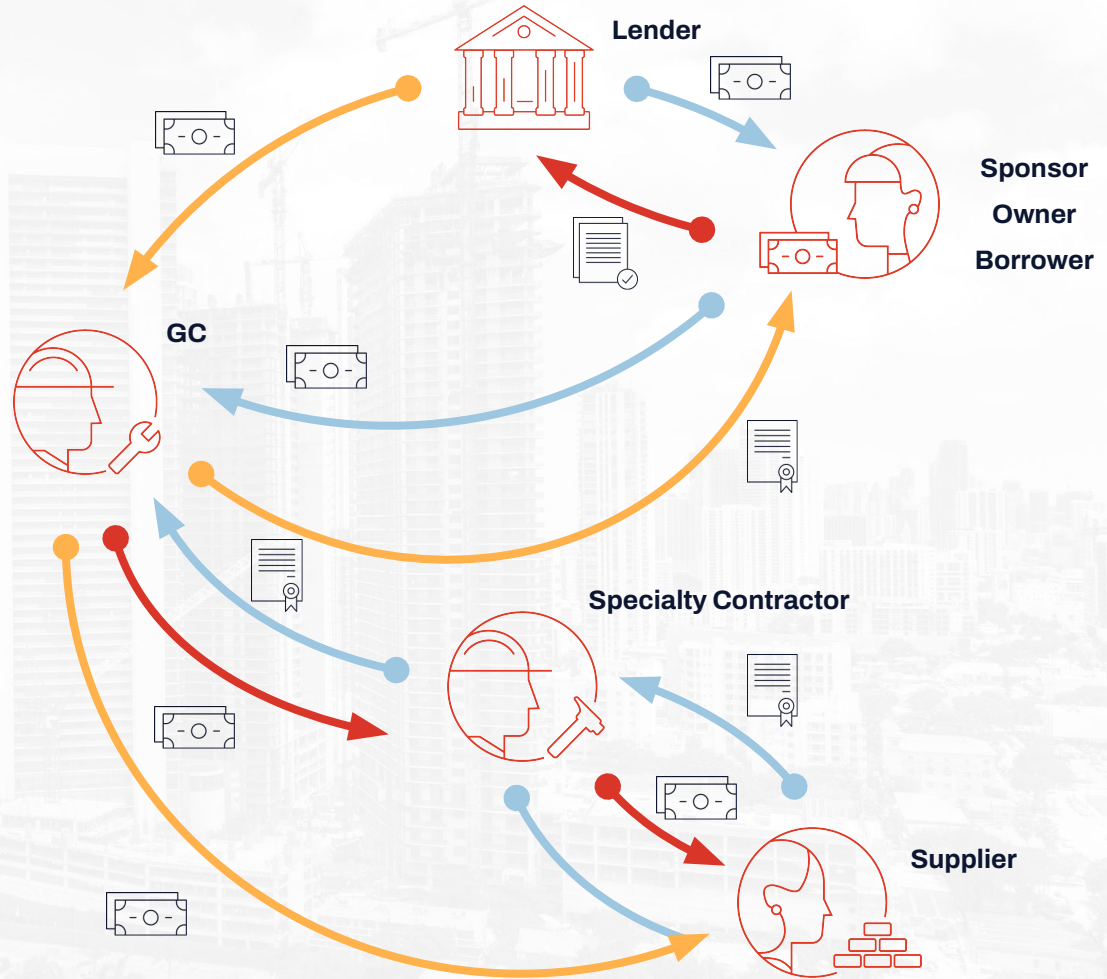 Lender
Sponsor
Owner
Borrower
GC
Specialty Contractor
Supplier